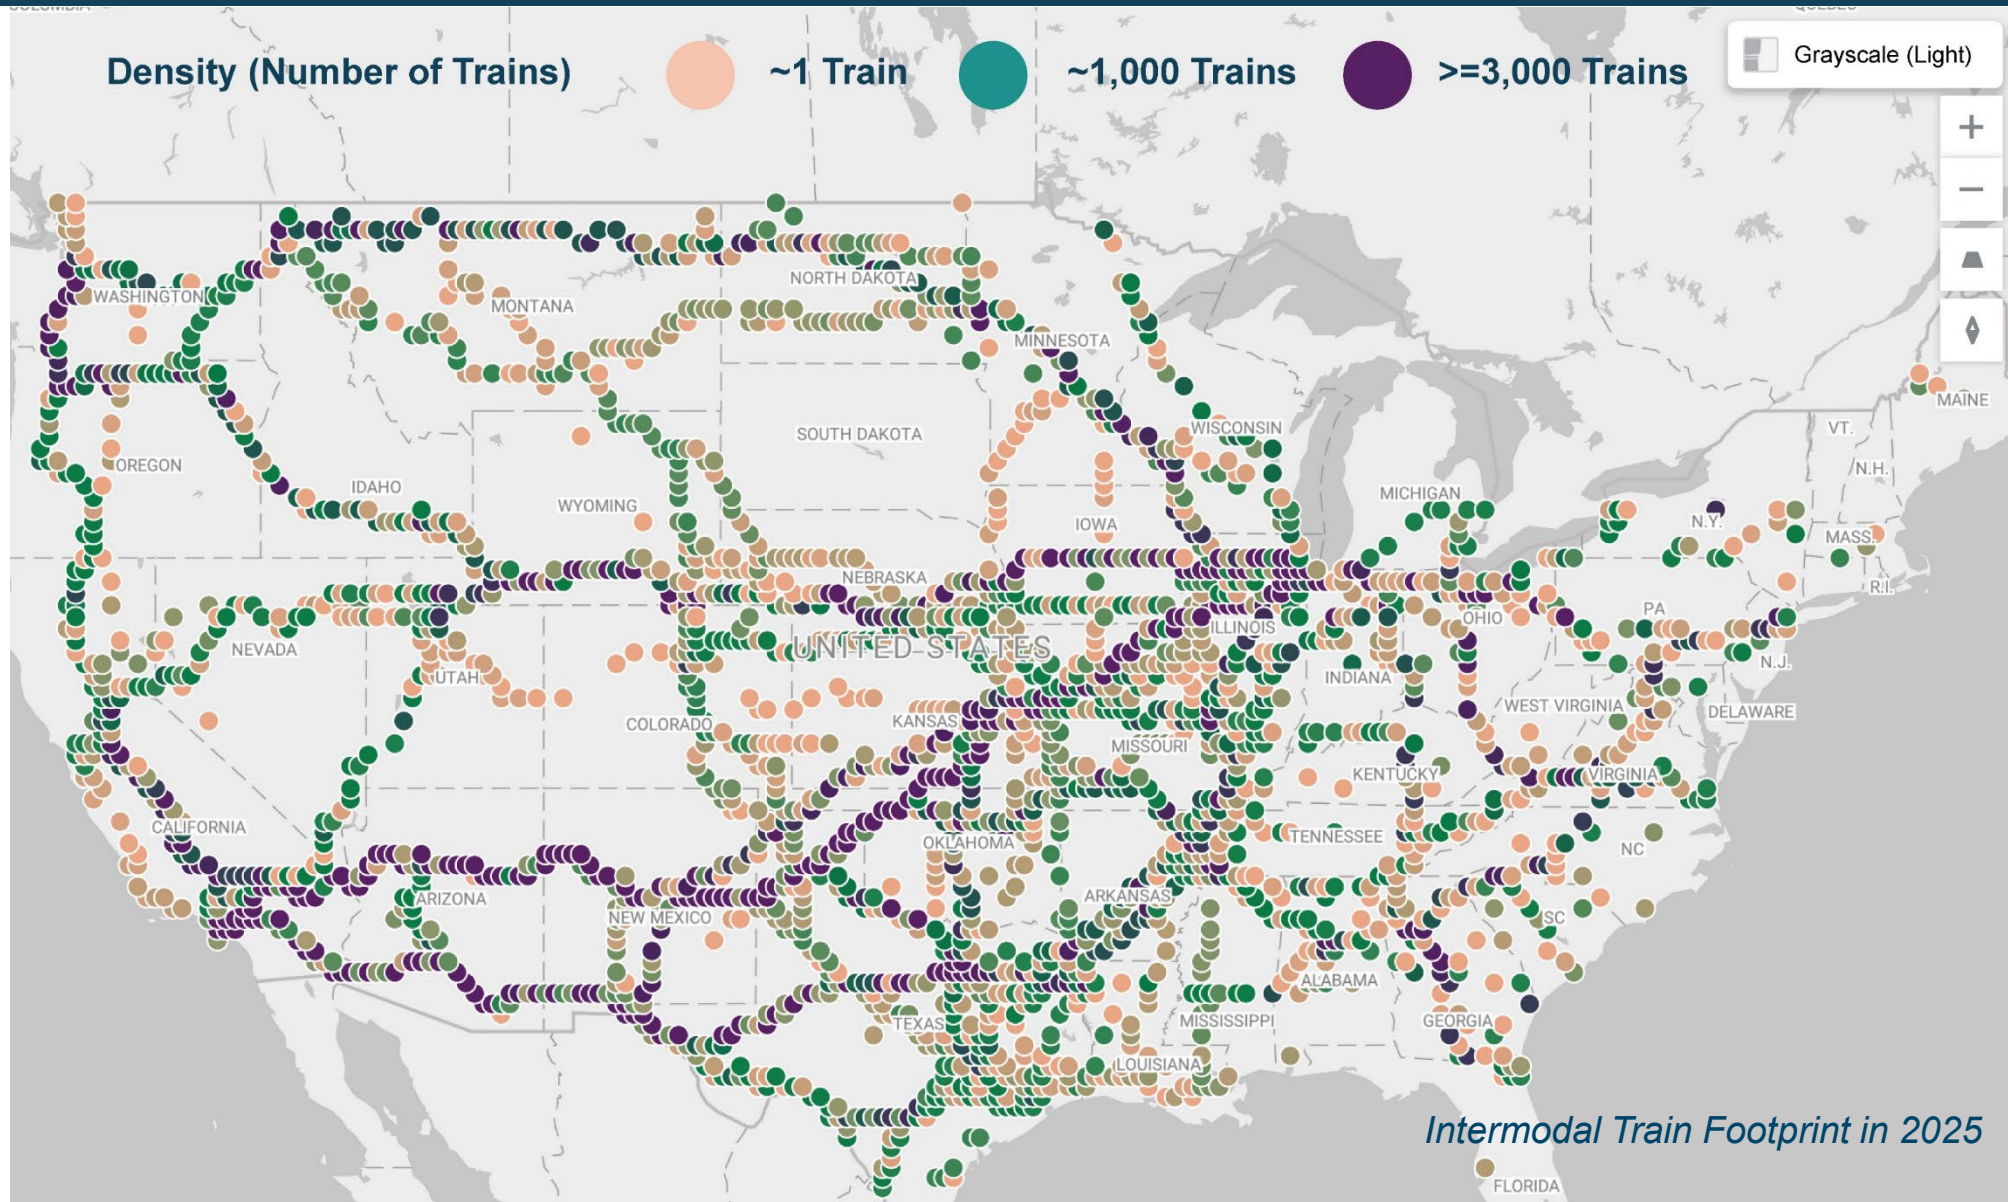 Density (Number of Trains)
~1 Train
~1,000 Trains
>=3,000 Trains
Grayscale (Light)
+
−
WASHINGTON
MONTANA
NORTH DAKOTA
MINNESOTA
MAINE
OREGON
IDAHO
WYOMING
SOUTH DAKOTA
WISCONSIN
MICHIGAN
VT.
N.H.
IOWA
N.Y.
MASS.
NEBRASKA
R.I.
NEVADA
UTAH
UNITED STATES
ILLINOIS
OHIO
PA
N.J.
COLORADO
KANSAS
MISSOURI
INDIANA
WEST VIRGINIA
DELAWARE
KENTUCKY
VIRGINIA
CALIFORNIA
OKLAHOMA
TENNESSEE
NC
ARIZONA
NEW MEXICO
ARKANSAS
SC
ALABAMA
TEXAS
MISSISSIPPI
GEORGIA
LOUISIANA
Intermodal Train Footprint in 2025
FLORIDA